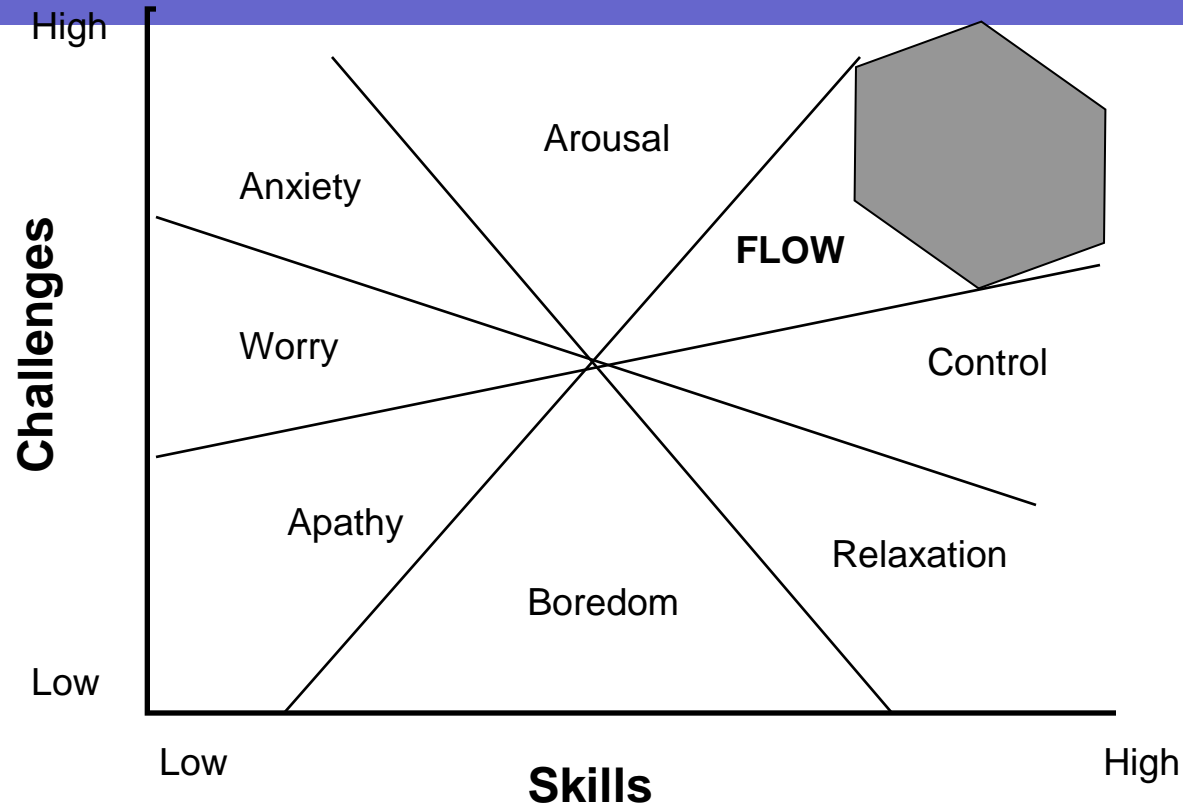 High
Arousal
Anxiety
FLOW
Challenges
Worry
Control
Apathy
Relaxation
Boredom
Low
Low
High
Skills